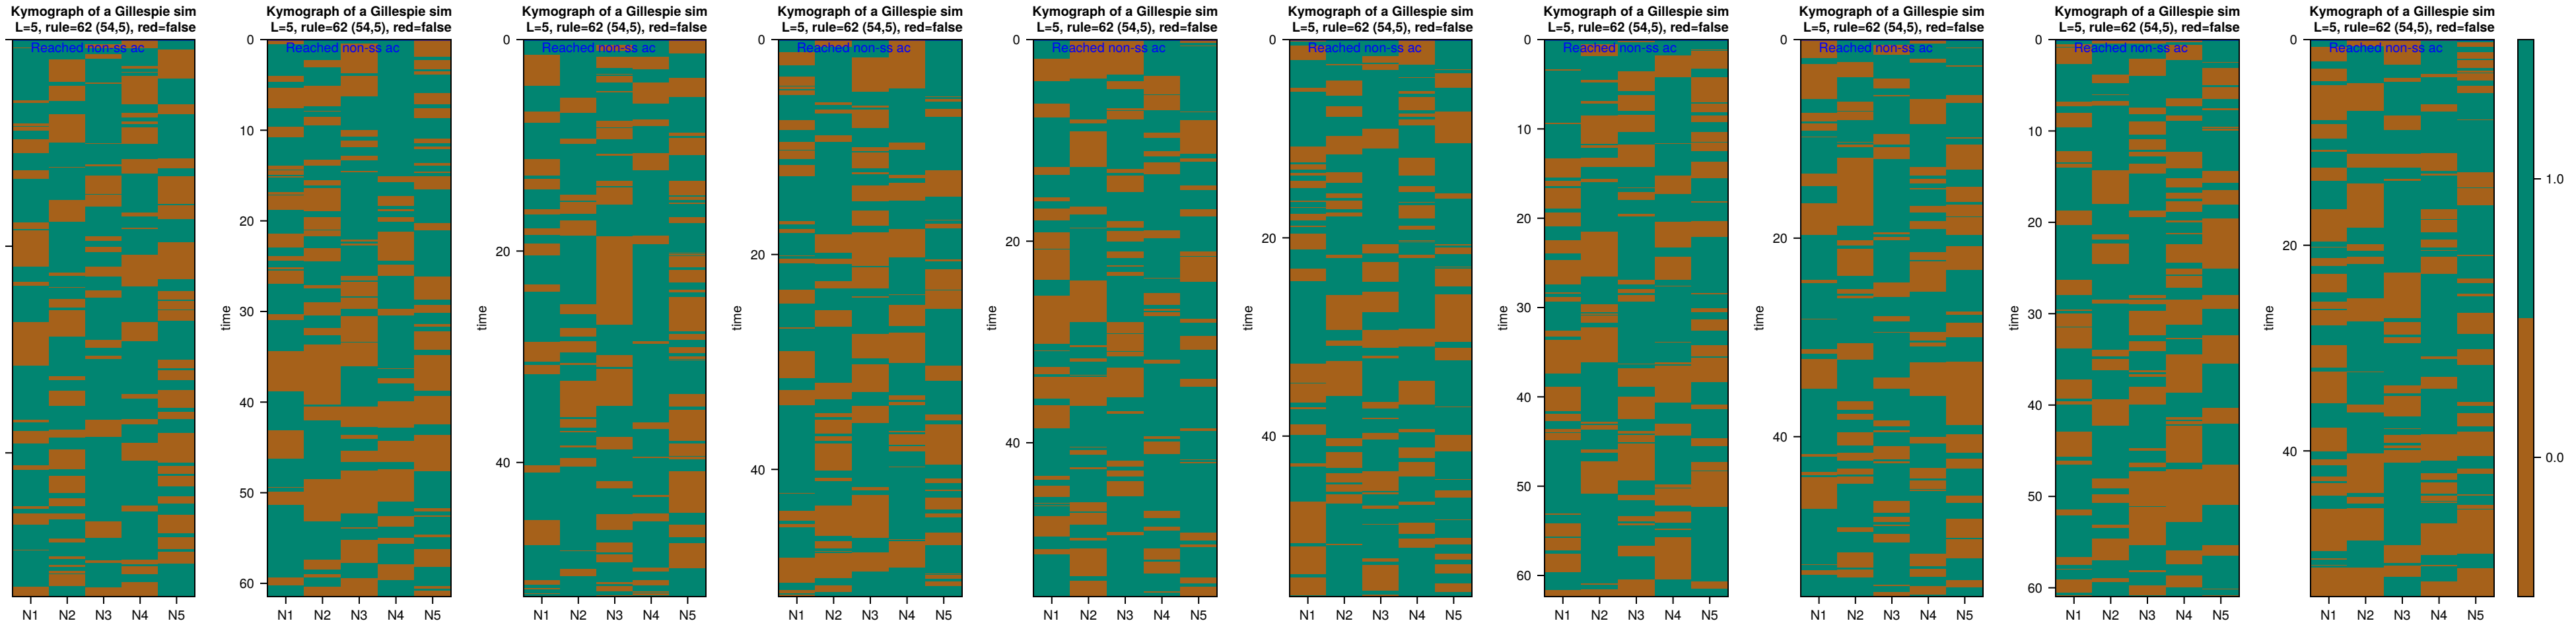 Kymograph of a Gillespie sim
L=5, rule=62 (54,5), red=false
Reached non-ss ac
N1 N2 N3 N4 N5
Kymograph of a Gillespie sim
L=5, rule=62 (54,5), red=false
Reached non-ss ac
time
0
10
20
30
40
50
60
N1 N2 N3 N4 N5
Kymograph of a Gillespie sim
L=5, rule=62 (54,5), red=false
Reached non-ss ac
time
0
20
40
N1 N2 N3 N4 N5
Kymograph of a Gillespie sim
L=5, rule=62 (54,5), red=false
Reached non-ss ac
time
0
20
40
N1 N2 N3 N4 N5
Kymograph of a Gillespie sim
L=5, rule=62 (54,5), red=false
Reached non-ss ac
time
0
20
40
N1 N2 N3 N4 N5
Kymograph of a Gillespie sim
L=5, rule=62 (54,5), red=false
Reached non-ss ac
time
0
20
40
N1 N2 N3 N4 N5
Kymograph of a Gillespie sim
L=5, rule=62 (54,5), red=false
Reached non-ss ac
time
0
10
20
30
40
50
60
N1 N2 N3 N4 N5
Kymograph of a Gillespie sim
L=5, rule=62 (54,5), red=false
Reached non-ss ac
time
0
20
40
N1 N2 N3 N4 N5
Kymograph of a Gillespie sim
L=5, rule=62 (54,5), red=false
Reached non-ss ac
time
0
10
20
30
40
50
60
N1 N2 N3 N4 N5
Kymograph of a Gillespie sim
L=5, rule=62 (54,5), red=false
Reached non-ss ac
time
0
20
40
N1 N2 N3 N4 N5
1.0
0.0